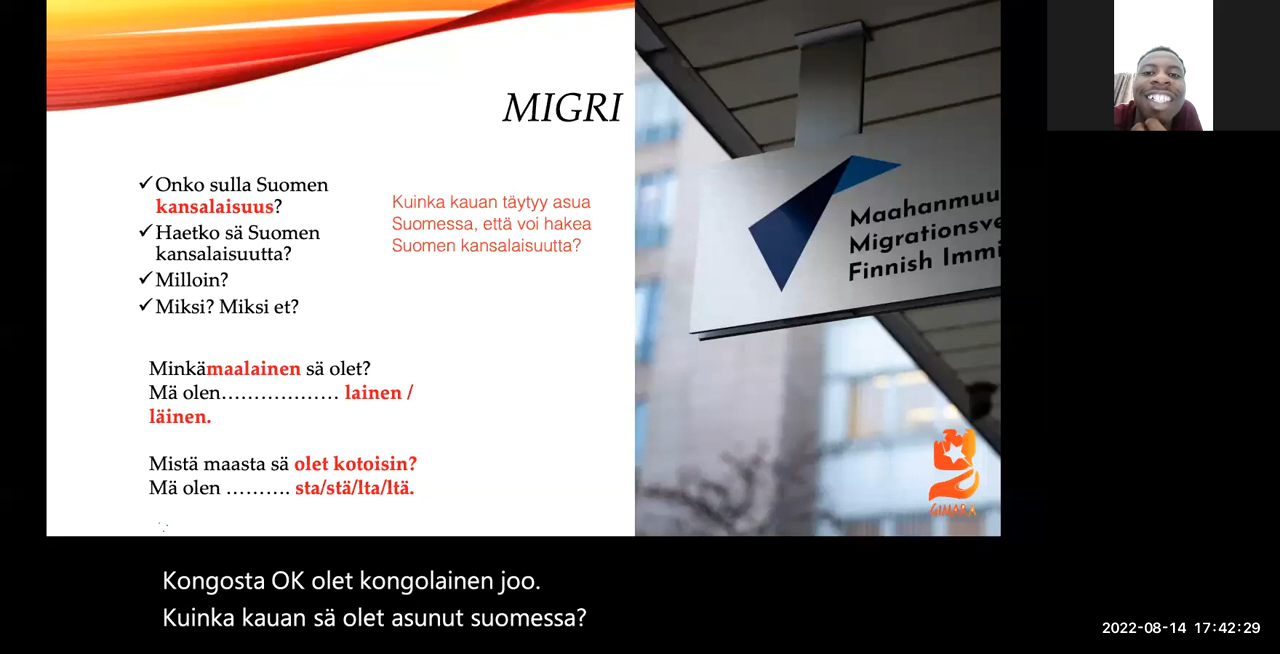 MIGRI
✓Onko sulla Suomen
kansalaisuus?
✓Haetko sä Suomen
kansalaisuutta?
✓Milloin?
✓Miksi? Miksi et?
Kuinka kauan täytyy asua
Suomessa, että voi hakea
Suomen kansalaisuutta?
Minkämaalainen sä olet?
Mä olen……………… lainen /
läinen.
Mistä maasta sä olet kotoisin?
Mä olen ………. sta/stä/lta/ltä.
Maahanmuu
Migrationsve
Finnish Immi
GIMARA
Kongosta OK olet kongolainen joo.
Kuinka kauan sä olet asunut suomessa?
2022-08-14 17:42:29